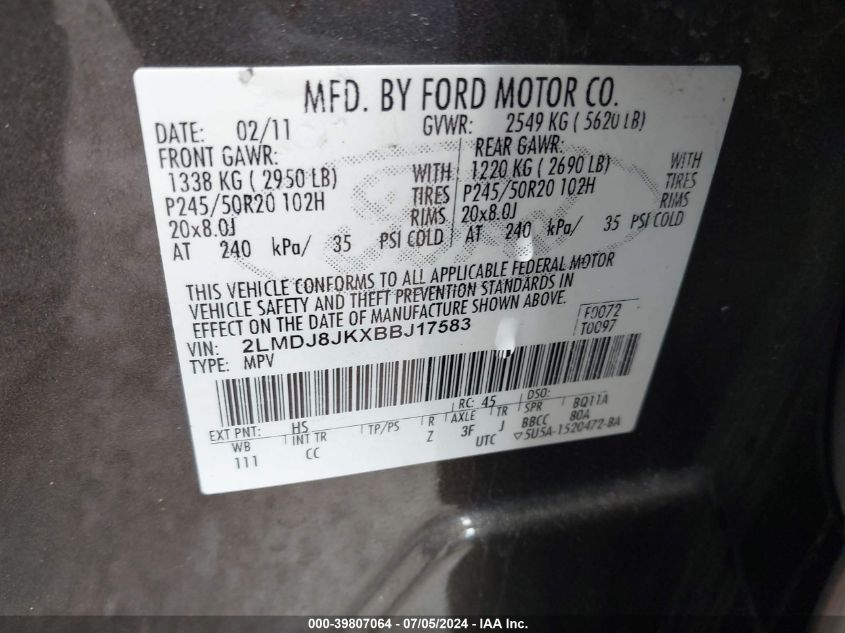 MFD. BY FORD MOTOR CO.
DATE: 02/11 GVWR: 2549 KG ( 5620 LB)
FRONT GAWR: REAR GAWR:
1338 KG ( 2950 LB) WITH 1220 KG ( 2690 LB) WITH
P245/50R20 102H TIRES P245/50R20 102H TIRES
20x8.0J RIMS 20x8.0J RIMS
AT 240 kPa/ 35 PSI COLD AT 240 kPa/ 35 PSI COLD
THIS VEHICLE CONFORMS TO ALL APPLICABLE FEDERAL MOTOR
VEHICLE SAFETY AND THEFT PREVENTION STANDARDS IN
EFFECT ON THE DATE OF MANUFACTURE SHOWN ABOVE.
F0072
T0097
VIN: 2LMDJ8JKXBBJ17583
TYPE: MPV
EXT PNT: HS RC: 45 DSO:
WB INT TR TP/PS R AXLE TR SPR BQ11A
111 CC Z 3F J BBCC 80A
UTC ▽5U5A-1520472-BA
000-39807064 / 07/05/2024 - IAA Inc.